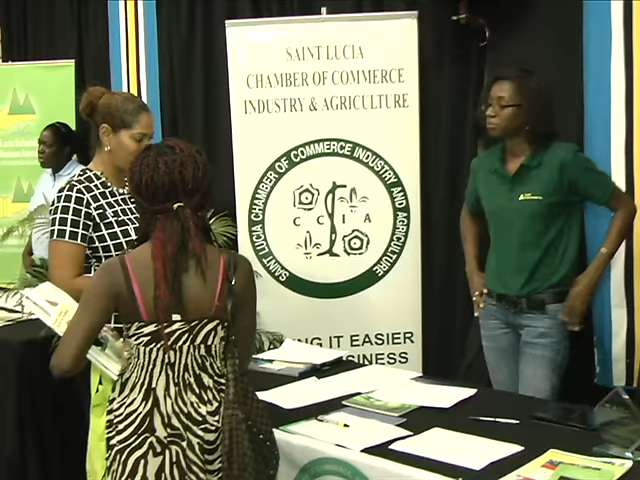 SAINT LUCIA
CHAMBER OF COMMERCE
INDUSTRY & AGRICULTURE
SAINT LUCIA CHAMBER OF COMMERCE INDUSTRY AND AGRICULTURE
C C I A
NG IT EASIER
SINESS